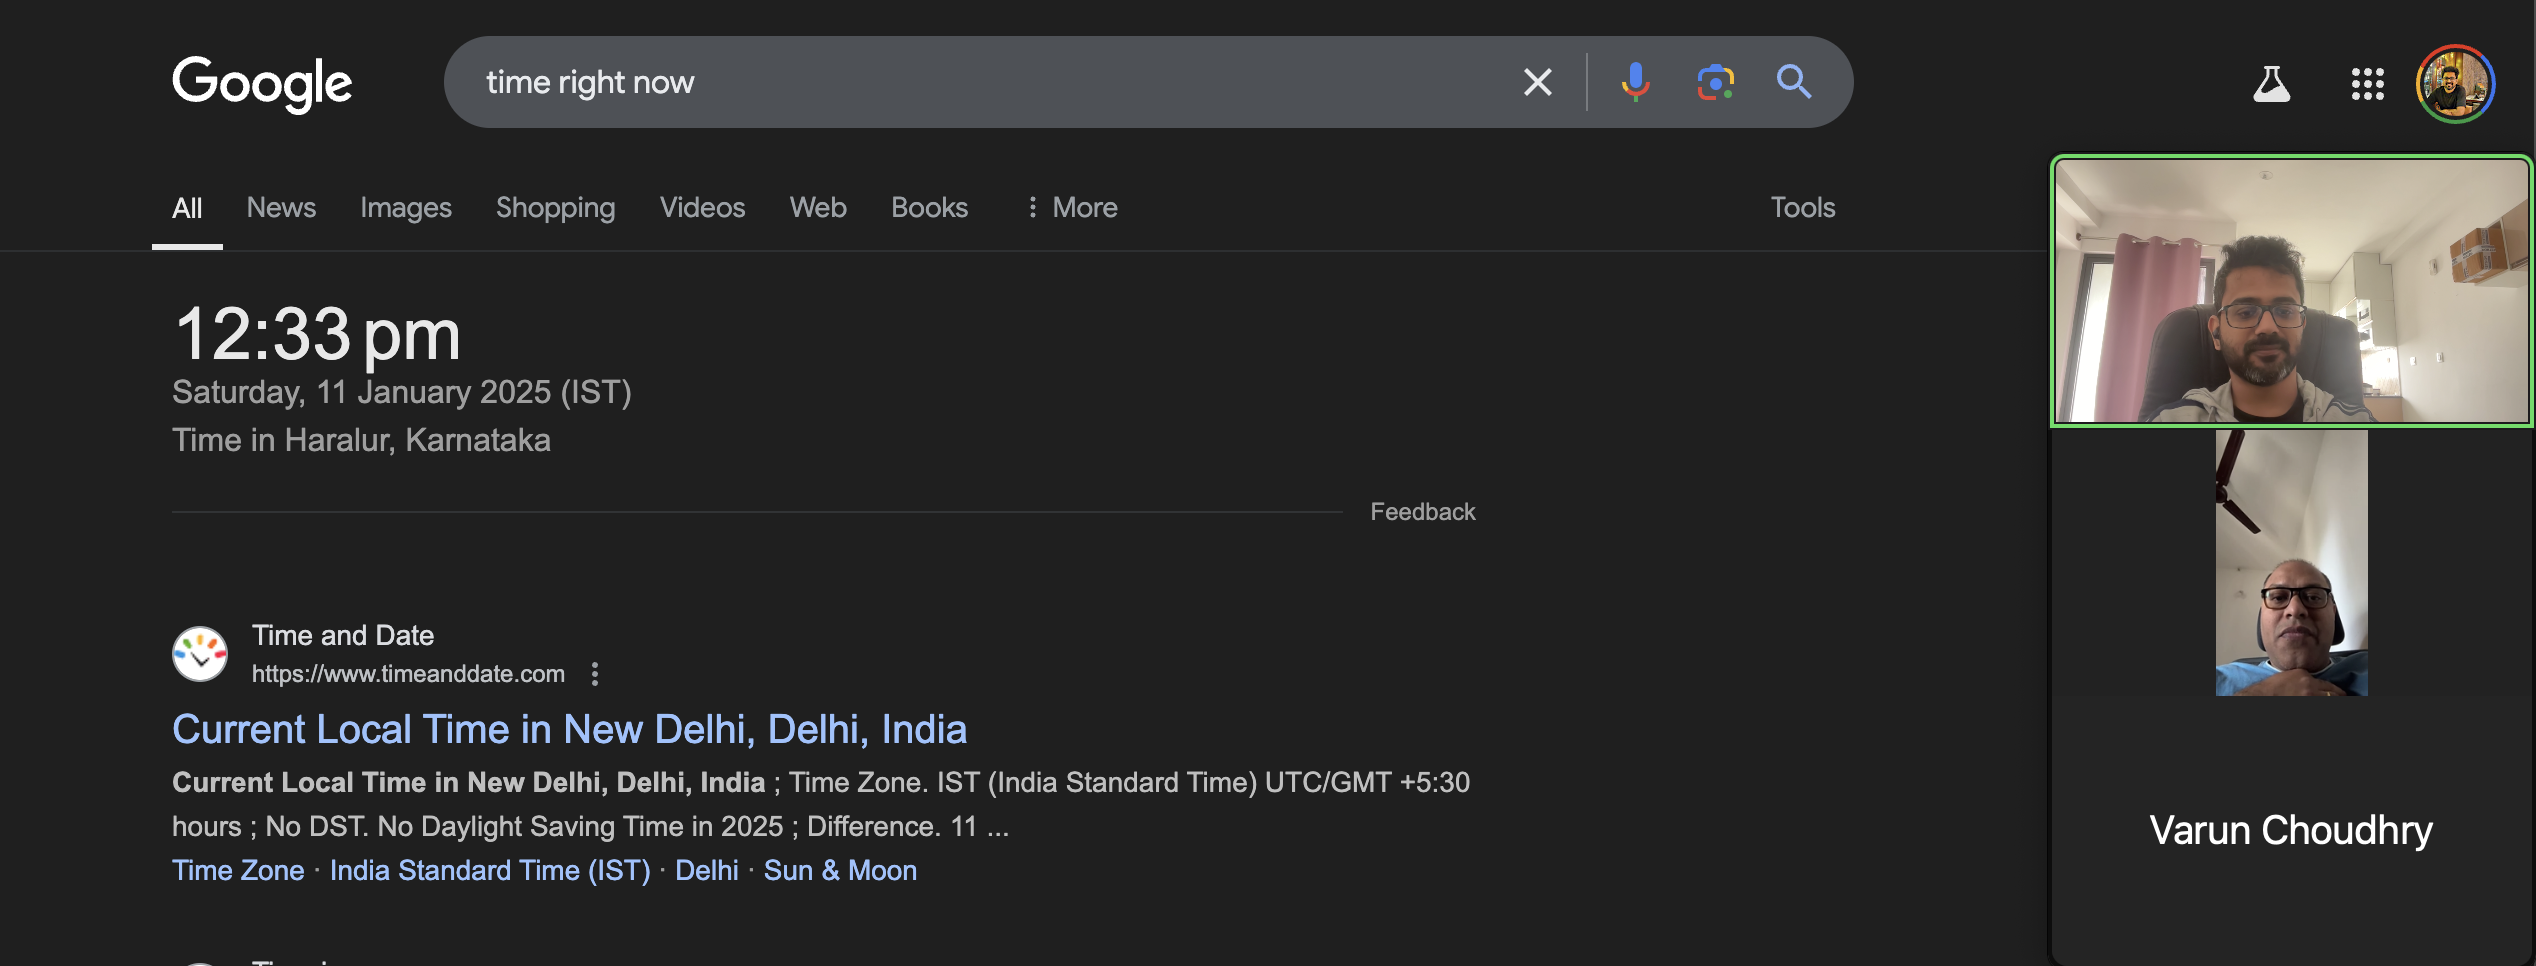 Google
time right now
All News Images Shopping Videos Web Books More Tools
12:33 pm
Saturday, 11 January 2025 (IST)
Time in Haralur, Karnataka
Feedback
Time and Date
https://www.timeanddate.com
Current Local Time in New Delhi, Delhi, India
Current Local Time in New Delhi, Delhi, India ; Time Zone. IST (India Standard Time) UTC/GMT +5:30
hours ; No DST. No Daylight Saving Time in 2025 ; Difference. 11 ...
Time Zone · India Standard Time (IST) · Delhi · Sun & Moon
Varun Choudhry